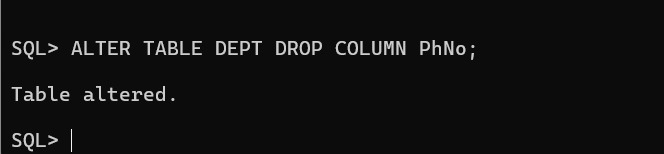 SQL> ALTER TABLE DEPT DROP COLUMN PhNo;
Table altered.
SQL>